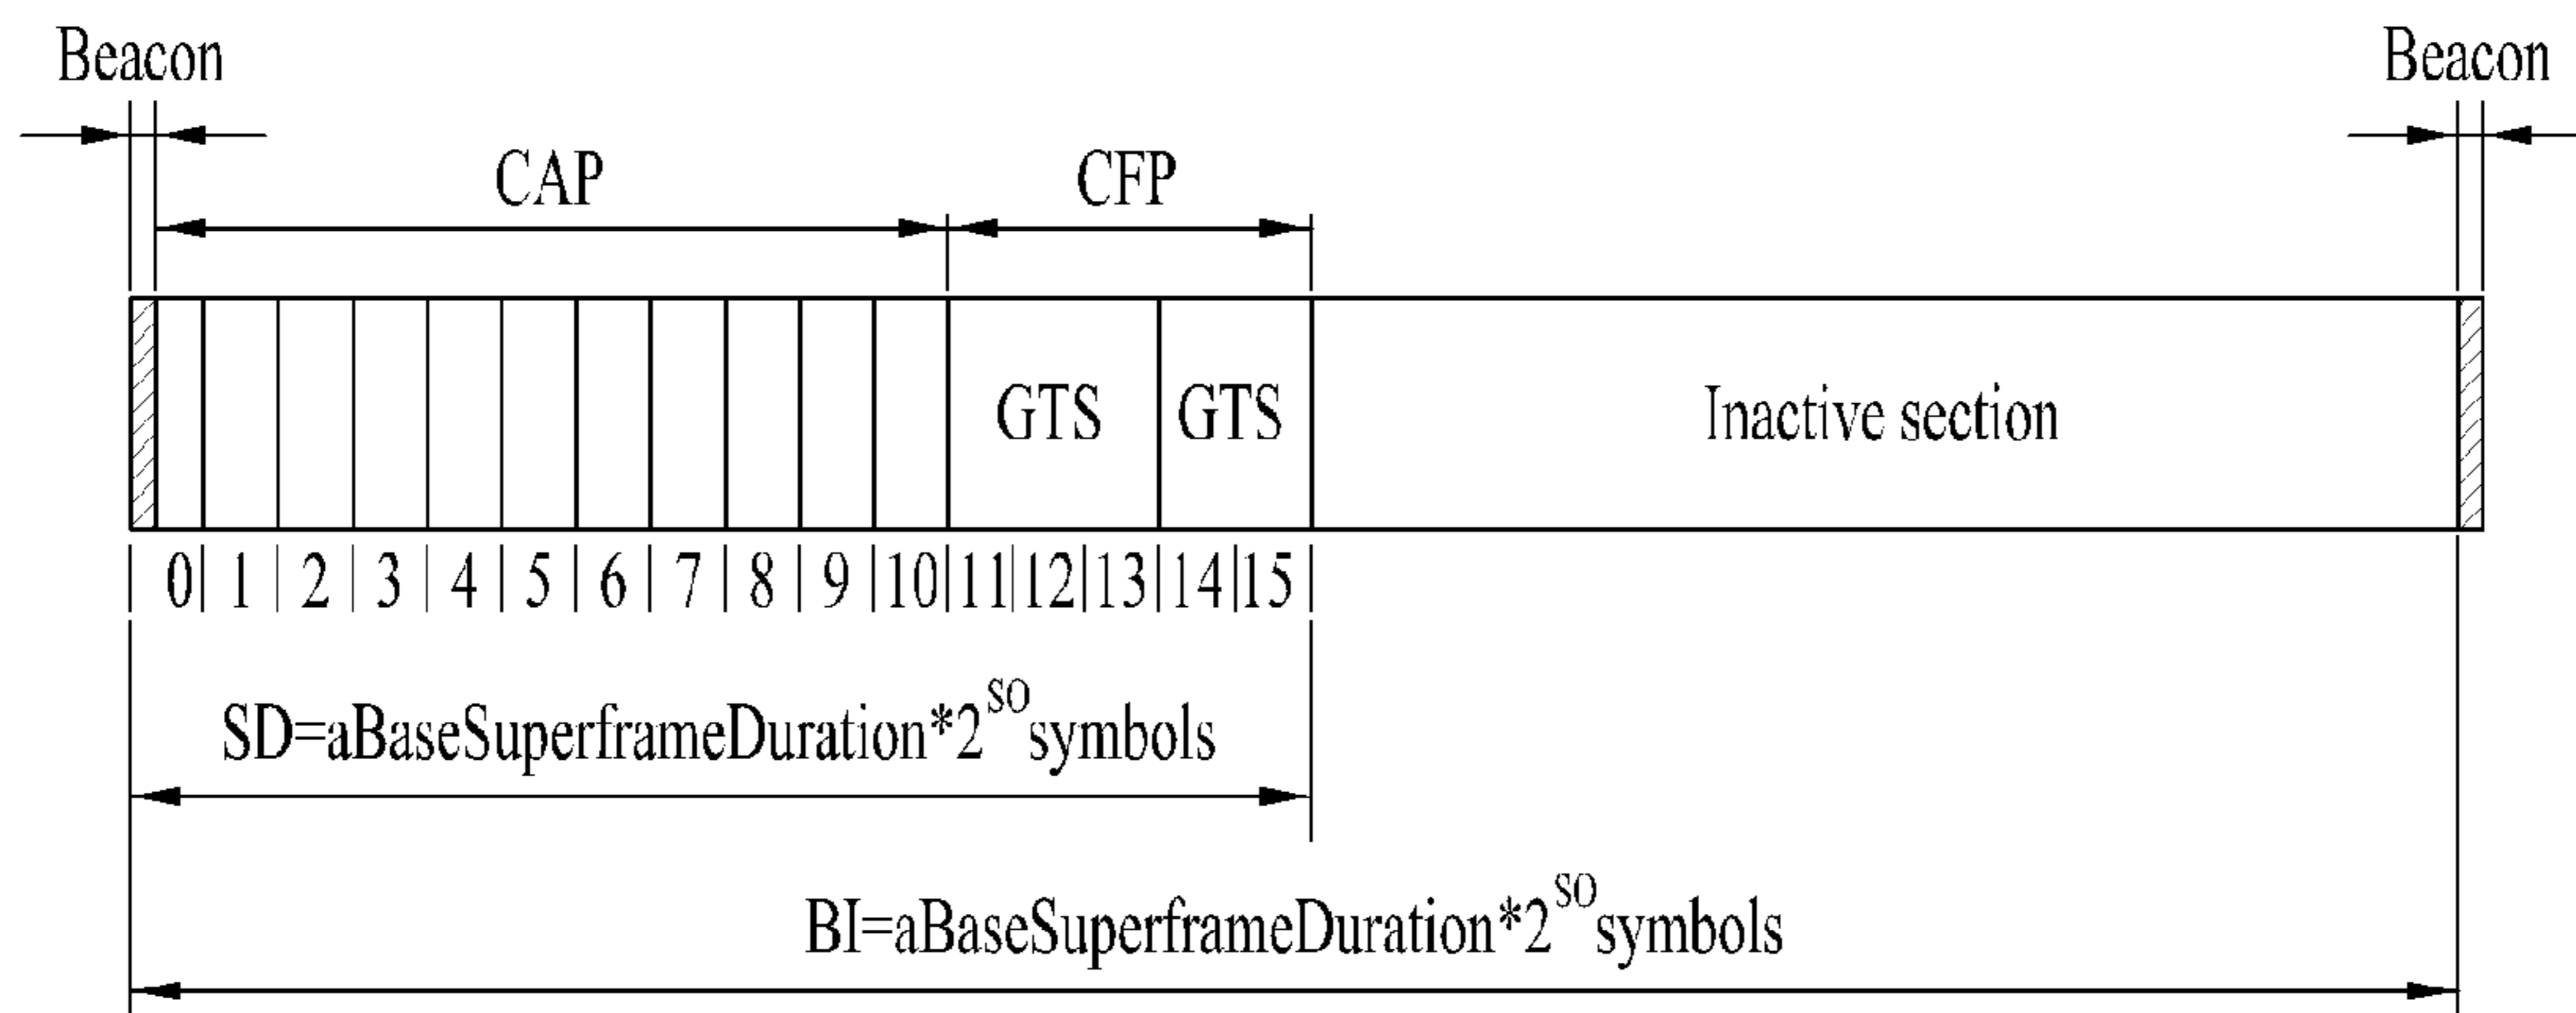 Beacon Beacon
CAP CFP
GTS GTS Inactive section
0 1 2 3 4 5 6 7 8 9 10 11 12 13 14 15
SD=aBaseSuperframeDuration*2^SO symbols
BI=aBaseSuperframeDuration*2^SO symbols